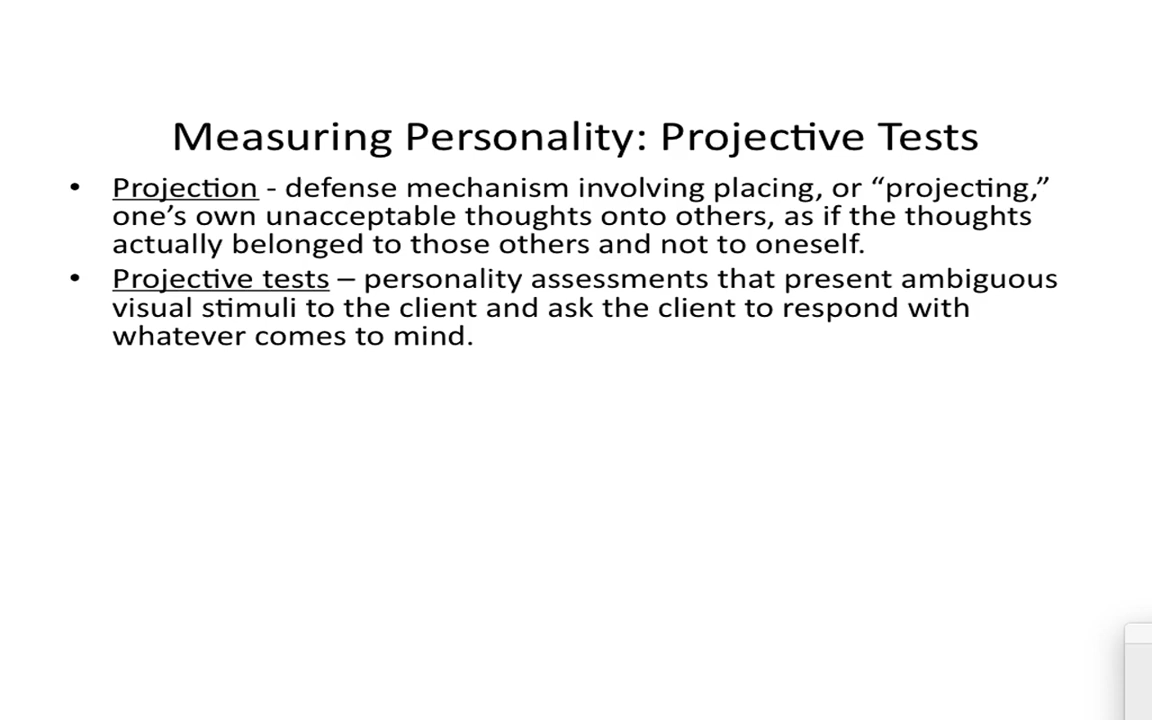 Measuring Personality: Projective Tests
• Projection - defense mechanism involving placing, or “projecting,”
one’s own unacceptable thoughts onto others, as if the thoughts
actually belonged to those others and not to oneself.
• Projective tests – personality assessments that present ambiguous
visual stimuli to the client and ask the client to respond with
whatever comes to mind.